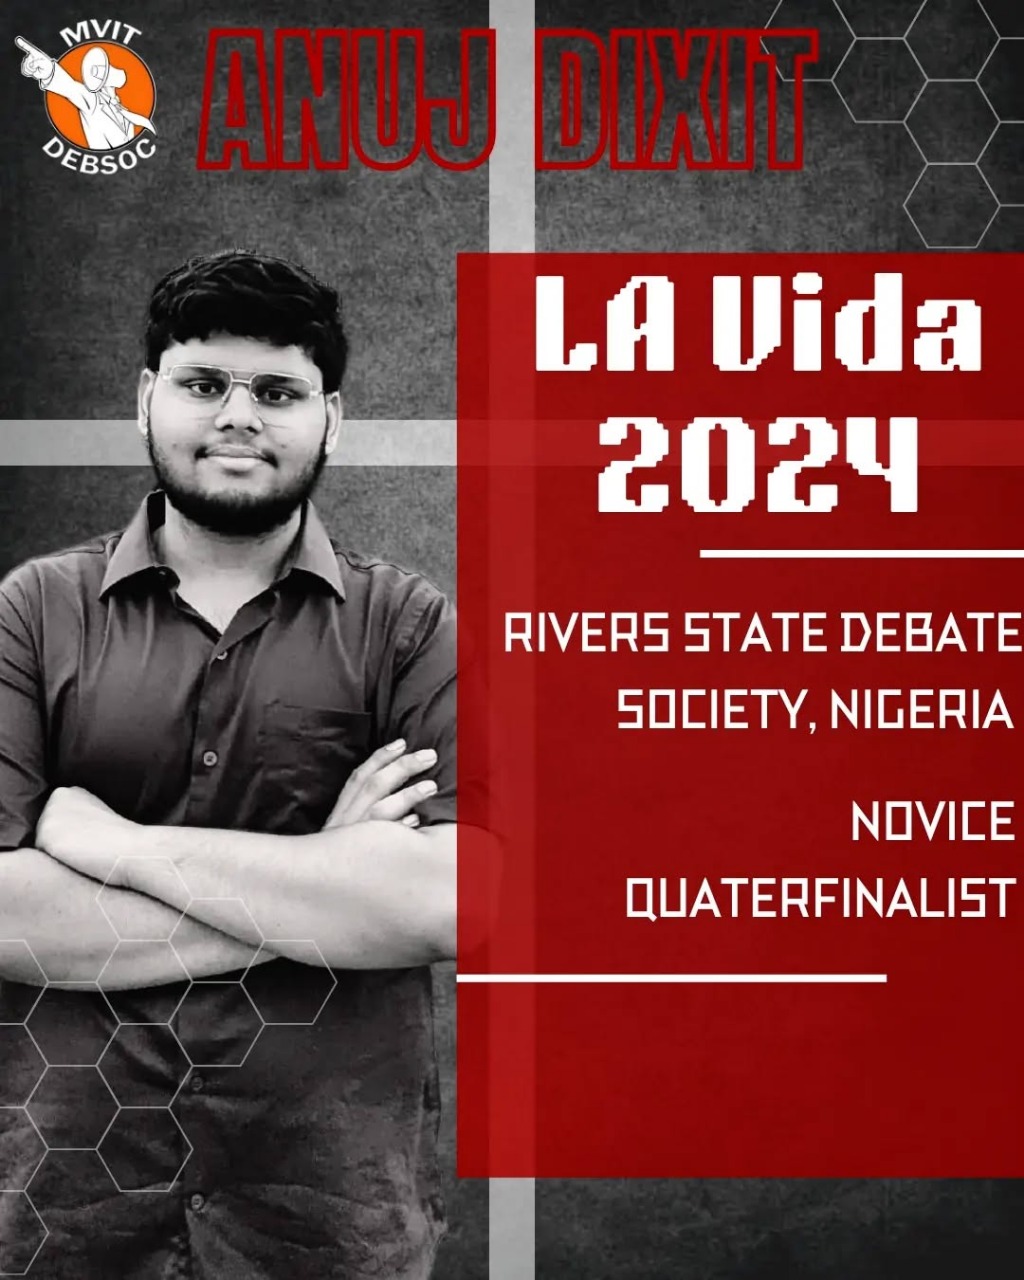 MVIT
DEBSOC
ANUJ DIXIT
LA Vida
2024
RIVERS STATE DEBATE
SOCIETY, NIGERIA
NOVICE
QUATERFINALIST